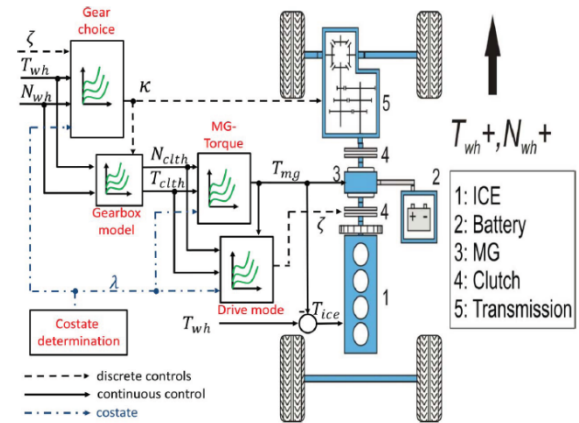 Gear
choice
ζ
T_wh
N_wh
κ
MG-
Torque
N_clth
T_clth
Gearbox
model
T_mg
ζ
Drive mode
λ
Costate
determination
T_wh
-
T_ice
discrete controls
continuous control
costate
5
4
3
2
+ -
4
1
T_wh+,N_wh+
1: ICE
2: Battery
3: MG
4: Clutch
5: Transmission